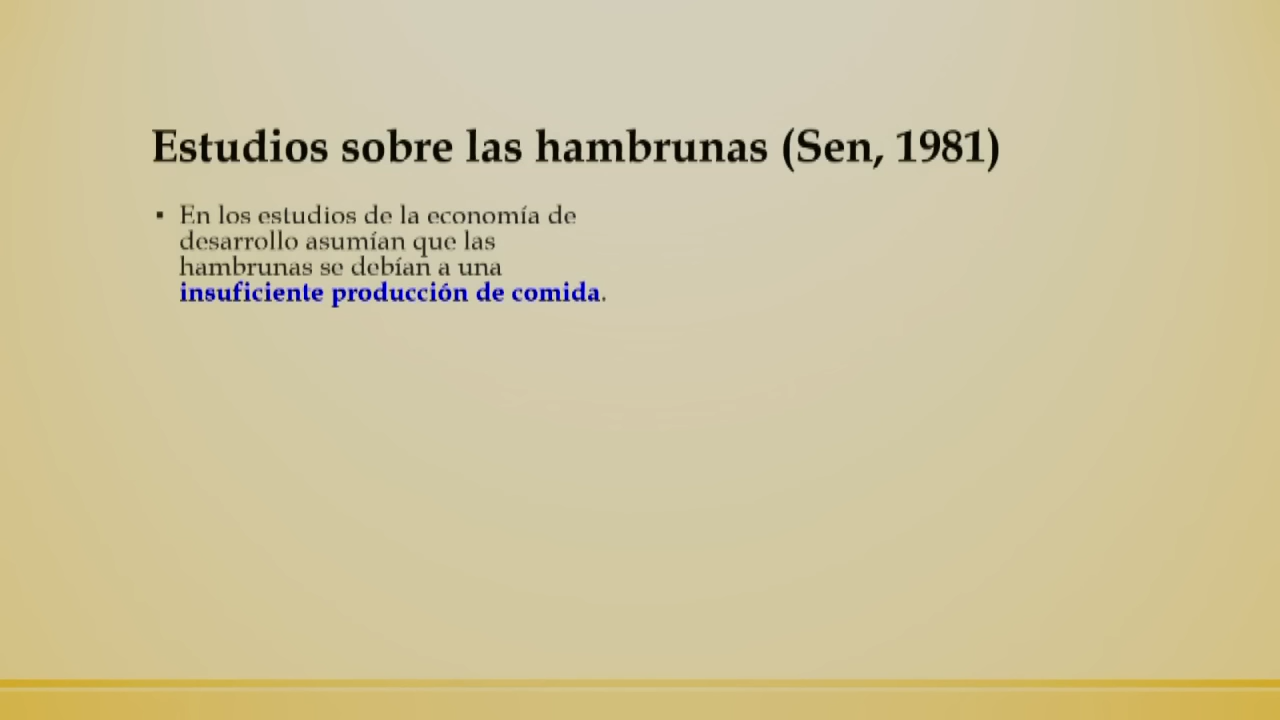 Estudios sobre las hambrunas (Sen, 1981)
▪ En los estudios de la economía de
desarrollo asumían que las
hambrunas se debían a una
insuficiente producción de comida.